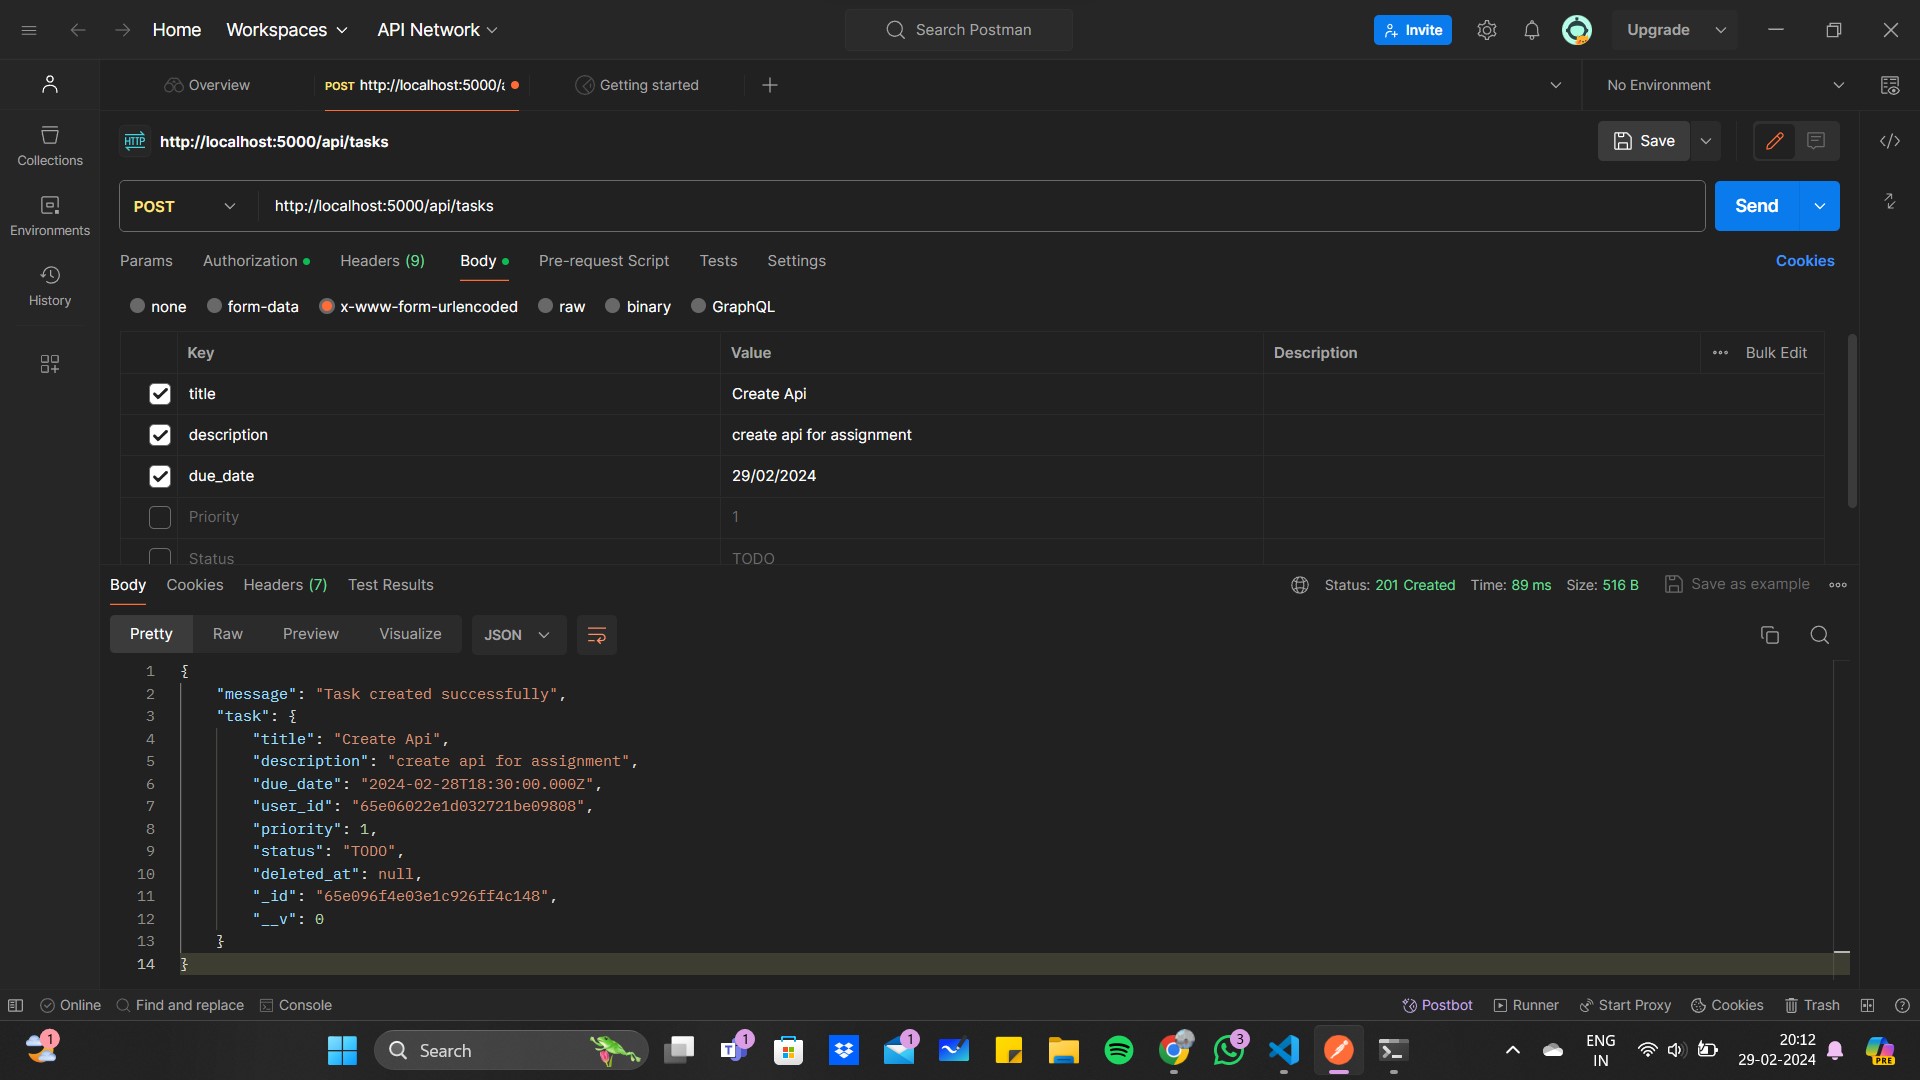 Home Workspaces API Network Search Postman Invite Upgrade
Overview POST http://localhost:5000/ Getting started No Environment
HTTP http://localhost:5000/api/tasks Save
Collections
POST http://localhost:5000/api/tasks Send
Environments
Params Authorization Headers (9) Body Pre-request Script Tests Settings Cookies
History
none form-data x-www-form-urlencoded raw binary GraphQL
Key Value Description Bulk Edit
title Create Api
description create api for assignment
due_date 29/02/2024
Priority 1
Status TODO
Body Cookies Headers (7) Test Results Status: 201 Created Time: 89 ms Size: 516 B Save as example
Pretty Raw Preview Visualize JSON
1 {
2 "message": "Task created successfully",
3 "task": {
4 "title": "Create Api",
5 "description": "create api for assignment",
6 "due_date": "2024-02-28T18:30:00.000Z",
7 "user_id": "65e06022e1d032721be09808",
8 "priority": 1,
9 "status": "TODO",
10 "deleted_at": null,
11 "_id": "65e096f4e03e1c926ff4c148",
12 "__v": 0
13 }
14 }
Online Find and replace Console Postbot Runner Start Proxy Cookies Trash
1 Search 1 1 3 ENG 20:12
IN 29-02-2024 PRE